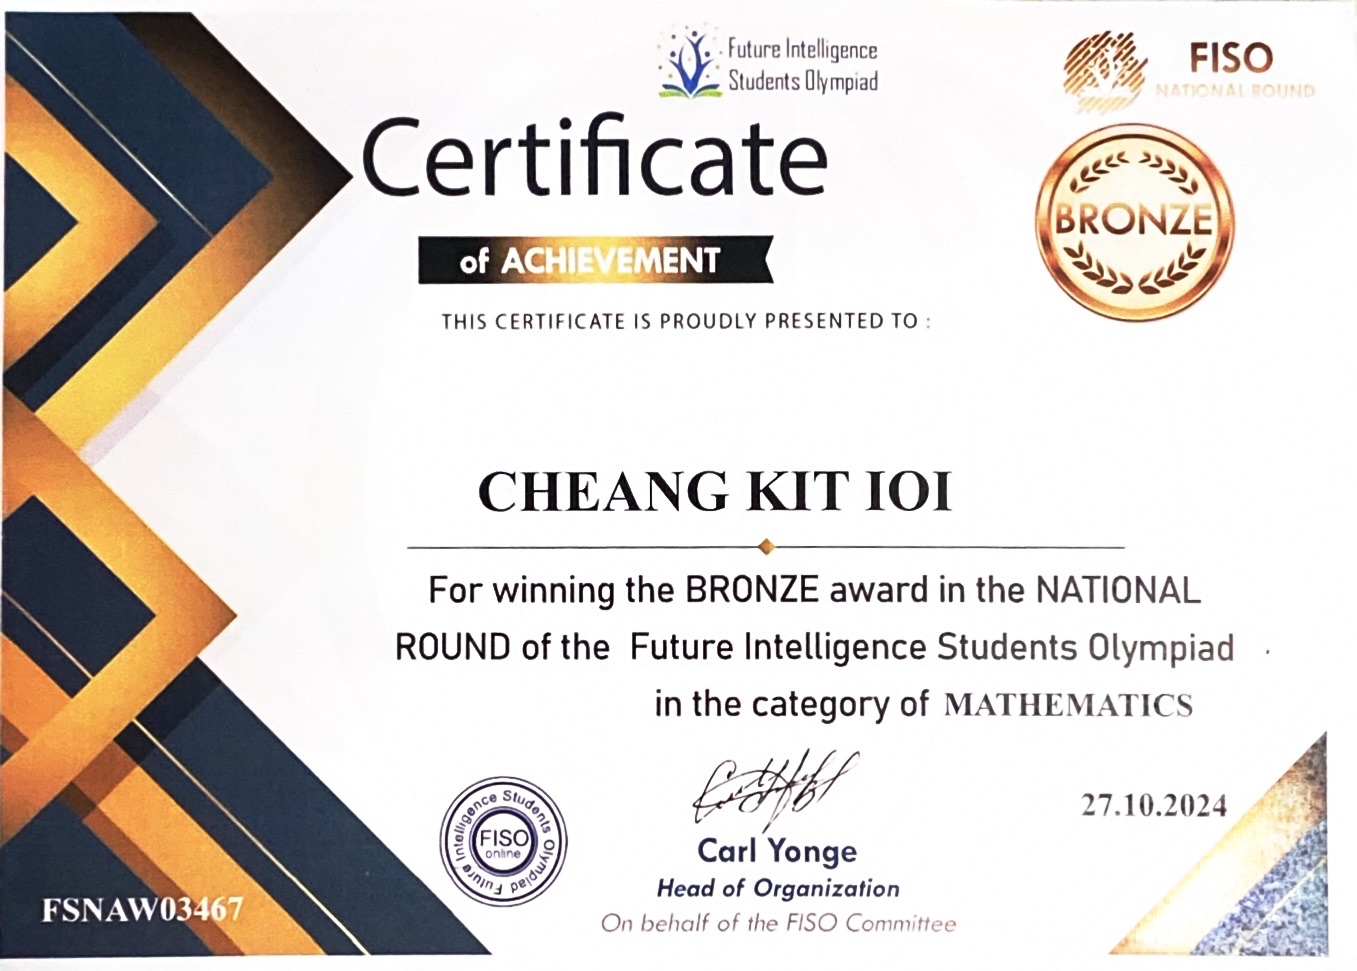 Future Intelligence
Students Olympiad
FISO
NATIONAL ROUND
Certificate
BRONZE
of ACHIEVEMENT
THIS CERTIFICATE IS PROUDLY PRESENTED TO :
CHEANG KIT IOI
For winning the BRONZE award in the NATIONAL
ROUND of the Future Intelligence Students Olympiad
in the category of MATHEMATICS
Future Intelligence Students Olympiad
FISO
online
27.10.2024
Carl Yonge
Head of Organization
On behalf of the FISO Committee
FSNAW03467